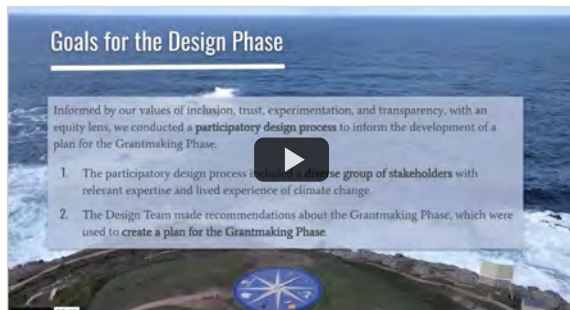 Goals for the Design Phase
Informed by our values of inclusion, trust, experimentation, and transparency, with an
equity lens, we conducted a participatory design process to inform the development of a
plan for the Grantmaking Phase.
1. The participatory design process included a diverse group of stakeholders with
relevant expertise and lived experience of climate change.
2. The Design Team made recommendations about the Grantmaking Phase, which were
used to create a plan for the Grantmaking Phase.